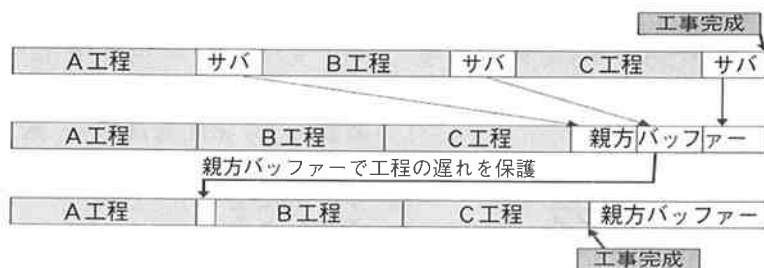 工事完成
A工程 サバ B工程 サバ C工程 サバ
A工程 B工程 C工程 親方バッファー
親方バッファーで工程の遅れを保護
A工程 B工程 C工程 親方バッファー
工事完成